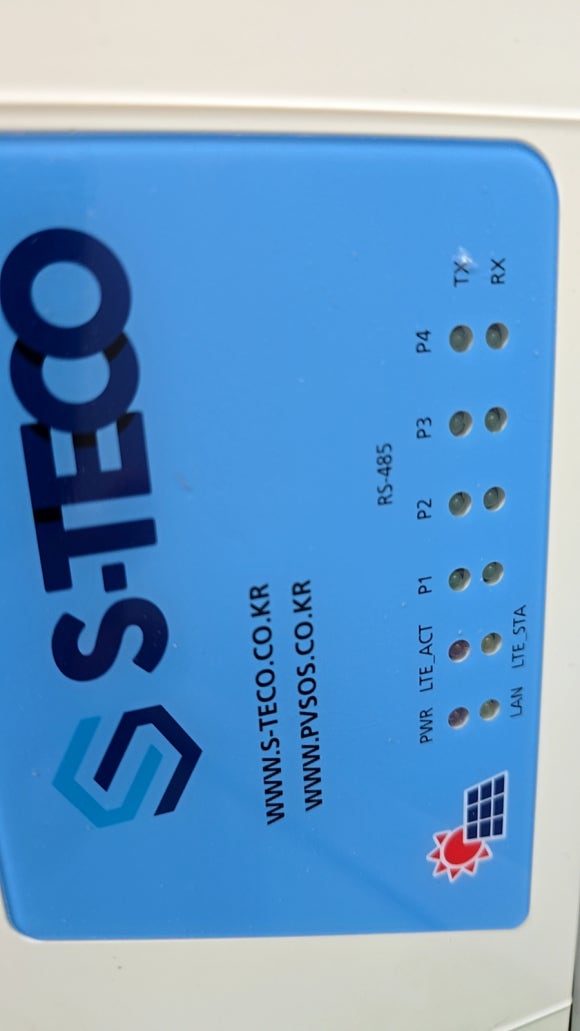 S-TECO
WWW.S-TECO.CO.KR
WWW.PVSOS.CO.KR
RS-485
PWR LTE_ACT P1 P2 P3 P4
TX
RX
LAN LTE_STA